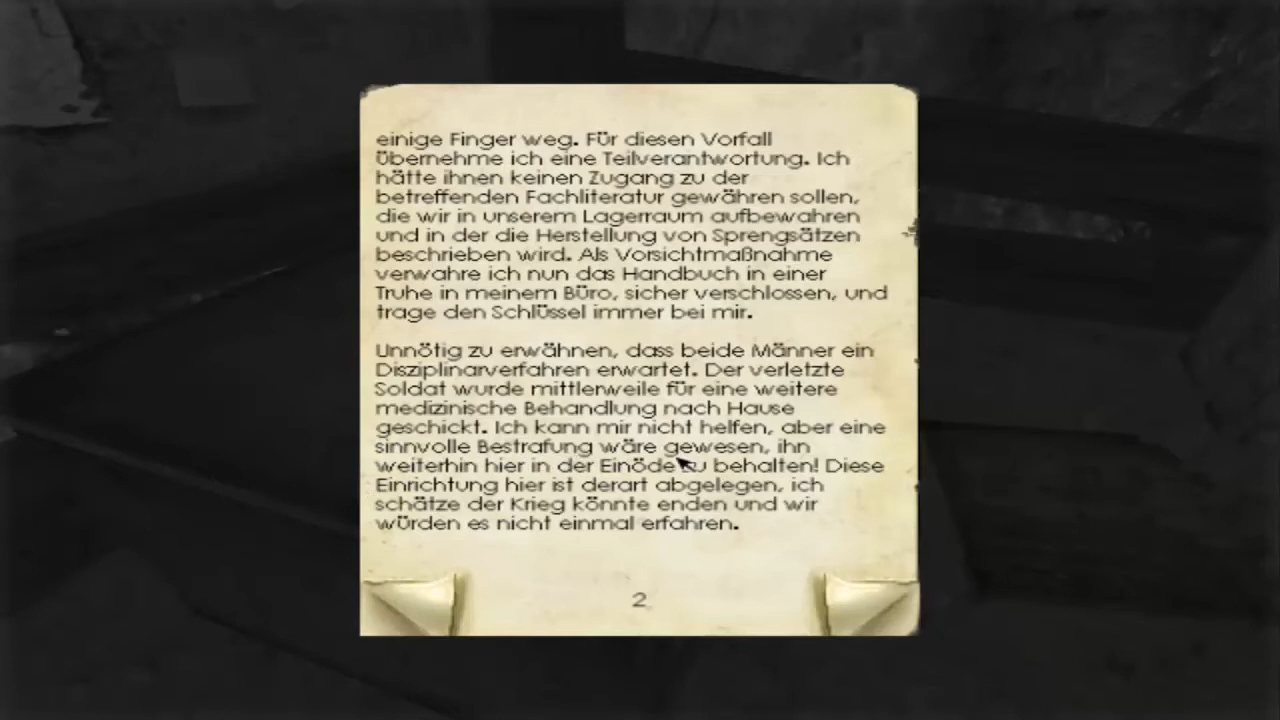 einige Finger weg. Für diesen Vorfall
übernehme ich eine Teilverantwortung. Ich
hätte ihnen keinen Zugang zu der
betreffenden Fachliteratur gewähren sollen,
die wir in unserem Lagerraum aufbewahren
und in der die Herstellung von Sprengsätzen
beschrieben wird. Als Vorsichtmaßnahme
verwahre ich nun das Handbuch in einer
Truhe in meinem Büro, sicher verschlossen, und
trage den Schlüssel immer bei mir.
Unnötig zu erwähnen, dass beide Männer ein
Disziplinarverfahren erwartet. Der verletzte
Soldat wurde mittlerweile für eine weitere
medizinische Behandlung nach Hause
geschickt. Ich kann mir nicht helfen, aber eine
sinnvolle Bestrafung wäre gewesen, ihn
weiterhin hier in der Einöde zu behalten! Diese
Einrichtung hier ist derart abgelegen, ich
schätze der Krieg könnte enden und wir
würden es nicht einmal erfahren.
2